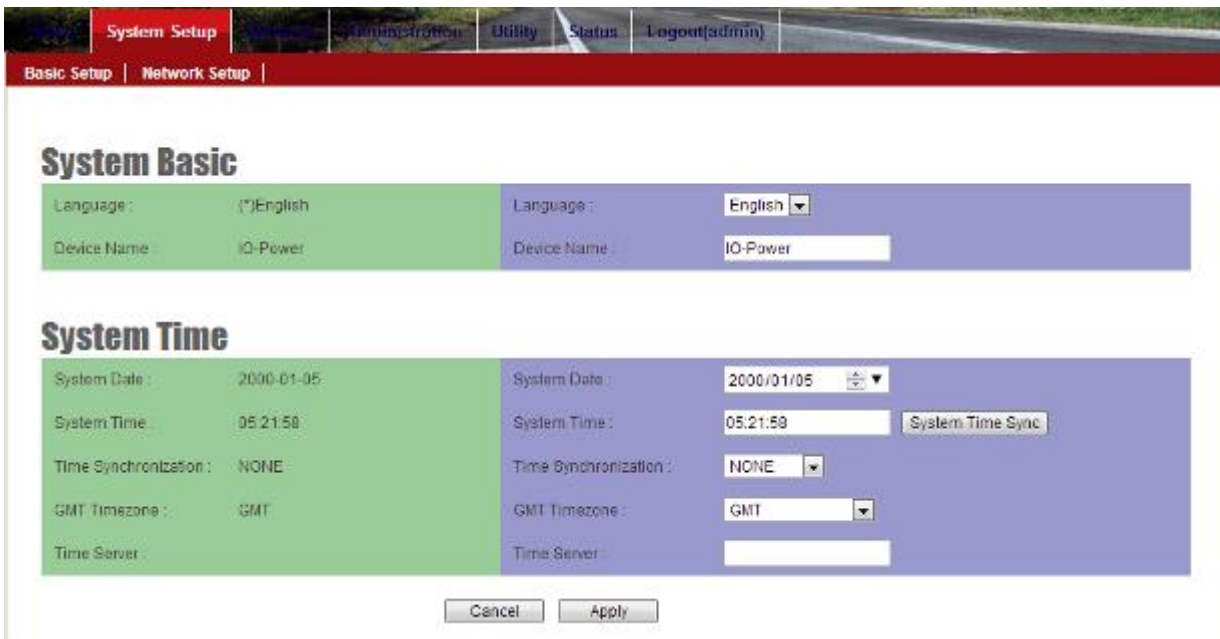 System Setup Administration Utility Status Logout(admin)
Basic Setup | Network Setup |
System Basic
Language : (*)English Language : English
Device Name : IO-Power Device Name : IO-Power
System Time
System Date : 2000-01-05 System Date : 2000/01/05
System Time : 05:21:58 System Time : 05:21:58 System Time Sync
Time Synchronization : NONE Time Synchronization : NONE
GMT Timezone : GMT GMT Timezone : GMT
Time Server : Time Server :
Cancel Apply